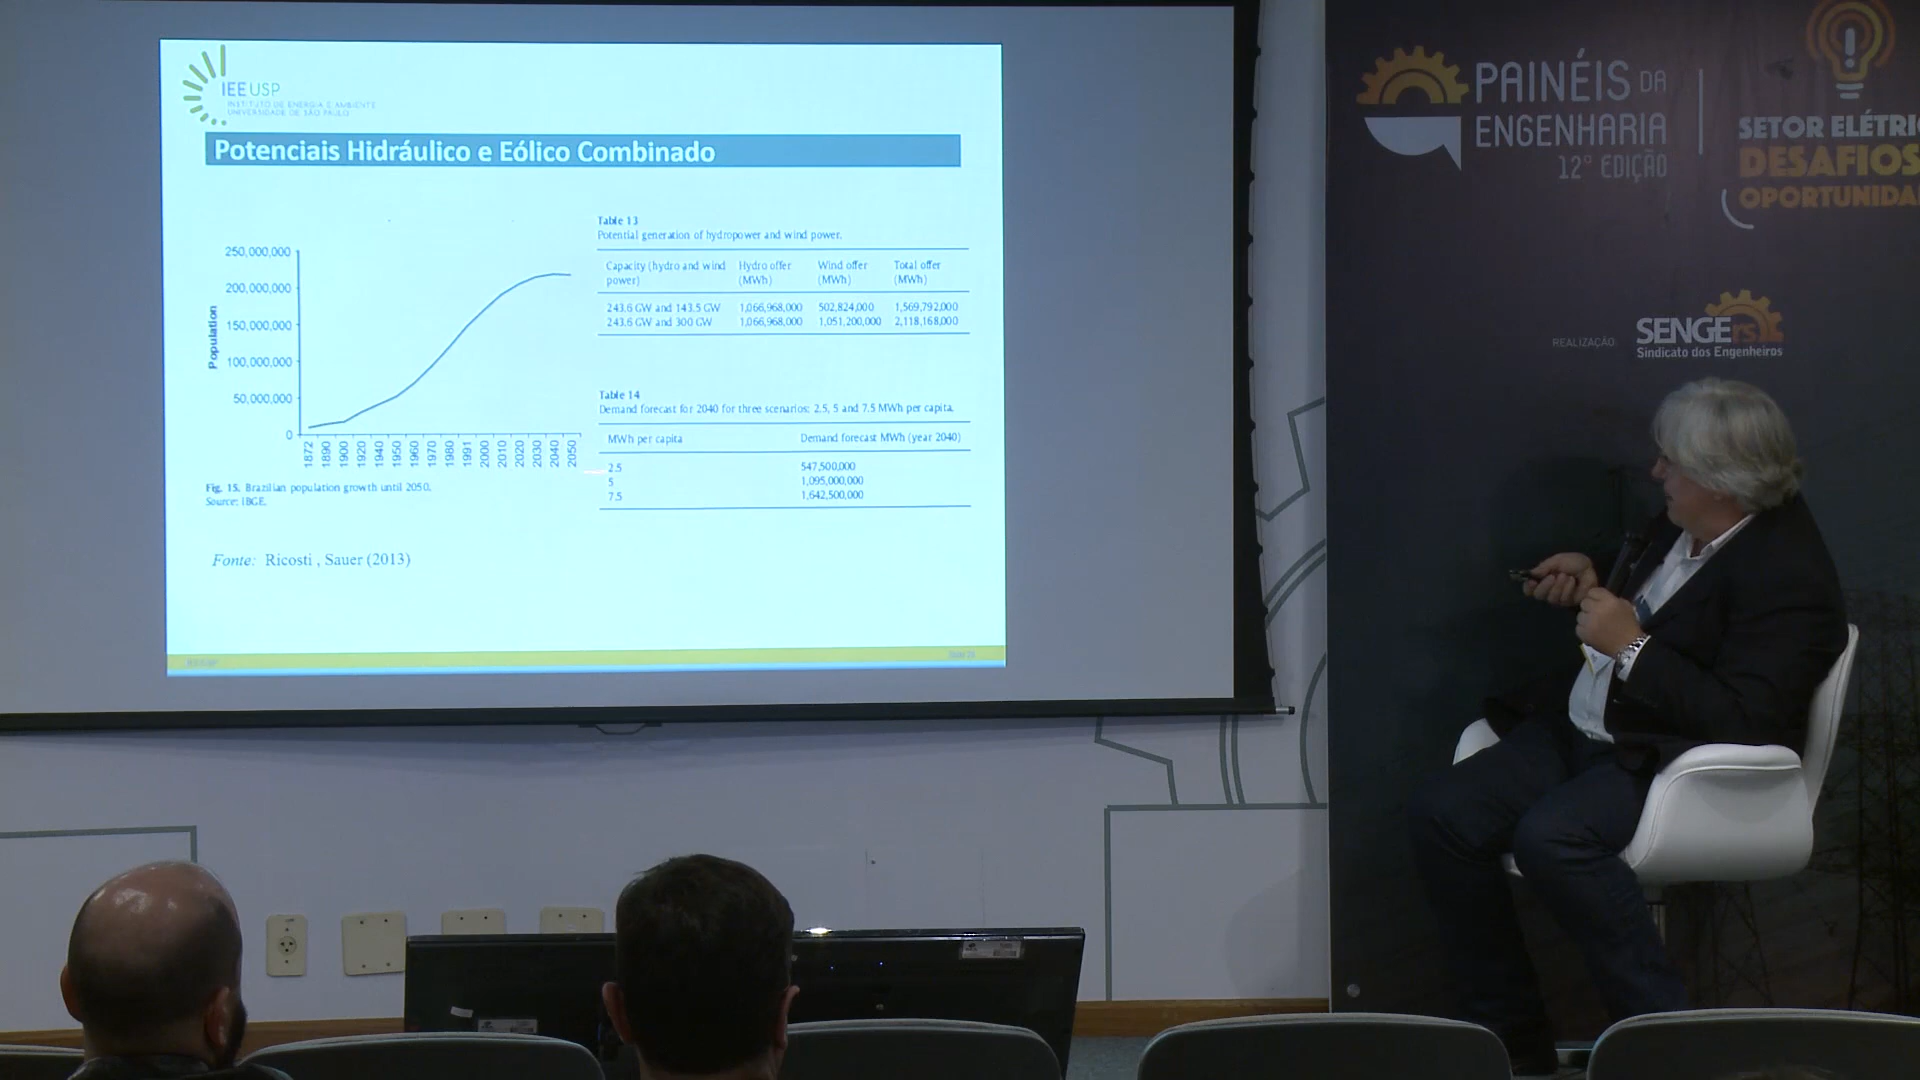 IEEUSP
INSTITUTO DE ENERGIA E AMBIENTE
UNIVERSIDADE DE SÃO PAULO
Potenciais Hidráulico e Eólico Combinado
250,000,000
200,000,000
150,000,000
100,000,000
50,000,000
0
Population
1872 1890 1900 1920 1940 1950 1960 1970 1980 1991 2000 2010 2020 2030 2040 2050
Fig. 15. Brazilian population growth until 2050.
Source: IBGE.
Table 13
Potential generation of hydropower and wind power.
Capacity (hydro and wind power) Hydro offer (MWh) Wind offer (MWh) Total offer (MWh)
243.6 GW and 143.5 GW 1,066,968,000 502,824,000 1,569,792,000
243.6 GW and 300 GW 1,066,968,000 1,051,200,000 2,118,168,000
Table 14
Demand forecast for 2040 for three scenarios: 2.5, 5 and 7.5 MWh per capita.
MWh per capita Demand forecast MWh (year 2040)
2.5 547,500,000
5 1,095,000,000
7.5 1,642,500,000
Fonte: Ricosti , Sauer (2013)
PAINÉIS DA
ENGENHARIA
12ª EDIÇÃO
SETOR ELÉTRI
DESAFIOS
OPORTUNIDA
REALIZAÇÃO:
SENGE rs
Sindicato dos Engenheiros